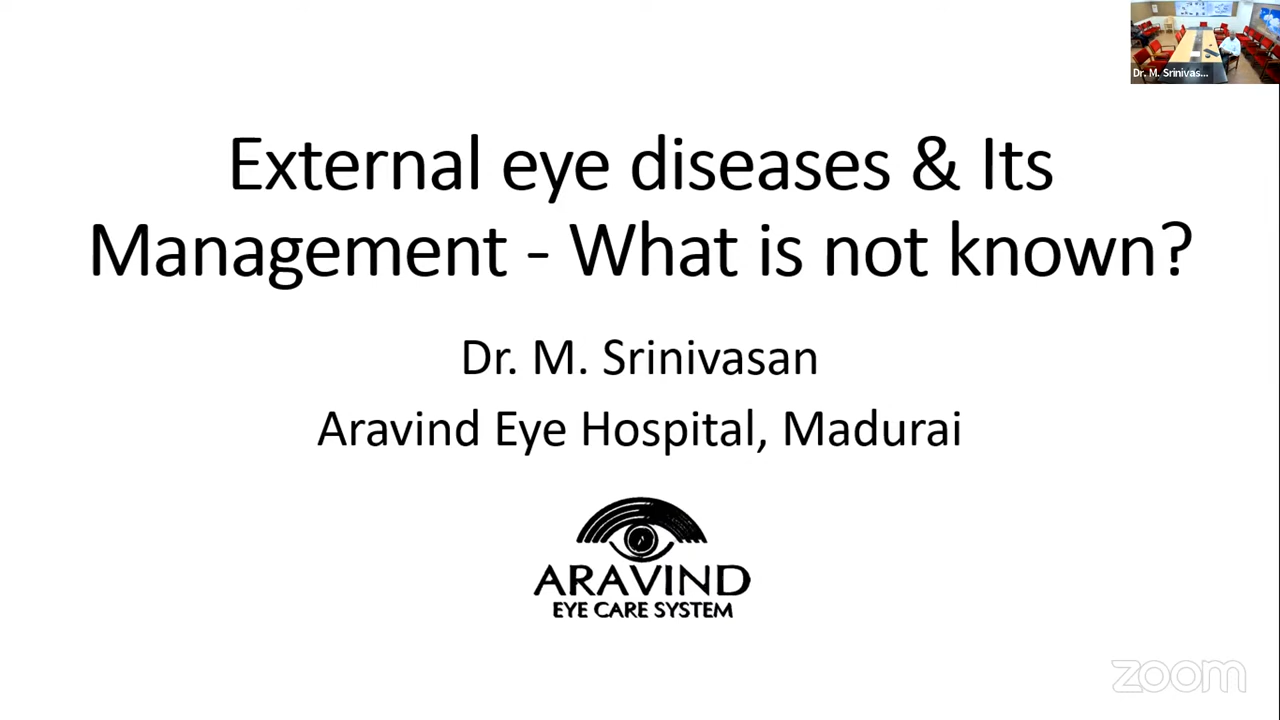 Dr. M. Srinivas...
External eye diseases & Its
Management - What is not known?
Dr. M. Srinivasan
Aravind Eye Hospital, Madurai
ARAVIND
EYE CARE SYSTEM
zoom